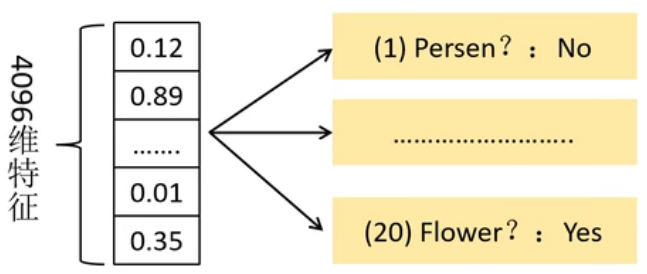 4096维特征
0.12
0.89
.......
0.01
0.35
(1) Persen？：No
..........................
(20) Flower？：Yes